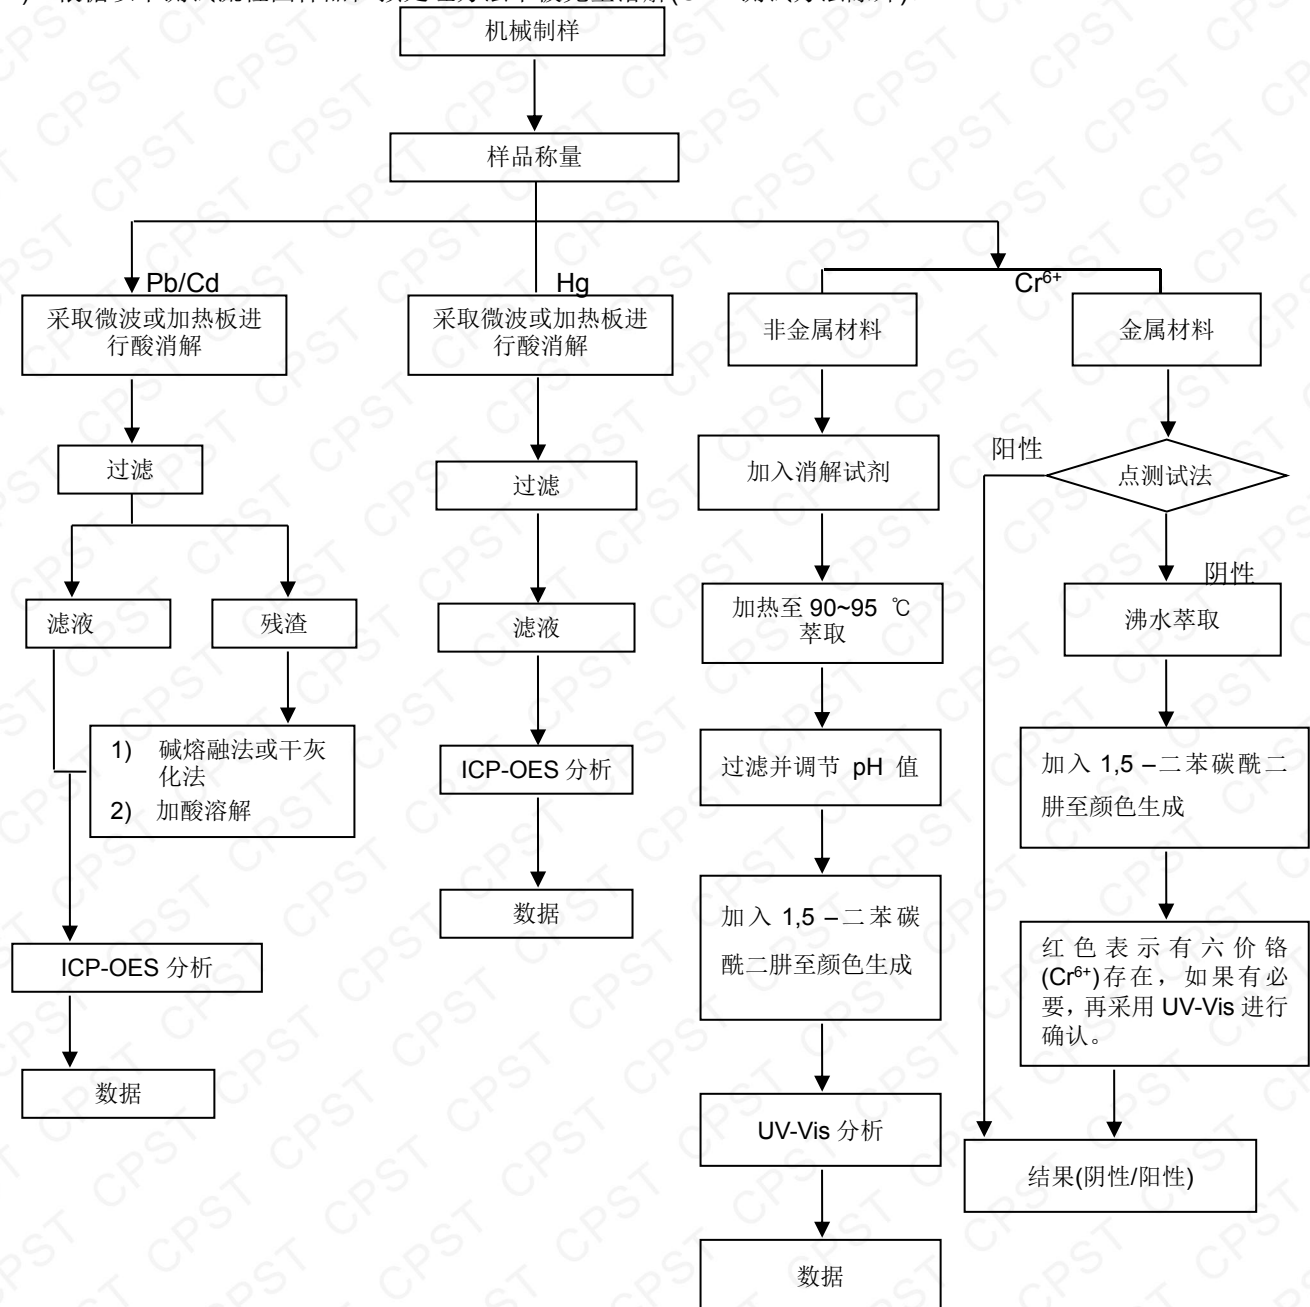 机械制样
样品称量
Pb/Cd
Hg
Cr6+
采取微波或加热板进
行酸消解
过滤
滤液
残渣
1) 碱熔融法或干灰
化法
2) 加酸溶解
ICP-OES 分析
数据
采取微波或加热板进
行酸消解
过滤
滤液
ICP-OES 分析
数据
非金属材料
加入消解试剂
加热至 90~95 ℃
萃取
过滤并调节 pH 值
加入 1,5 –二苯碳
酰二肼至颜色生成
UV-Vis 分析
数据
金属材料
点测试法
阳性
阴性
沸水萃取
加入 1,5 –二苯碳酰二
肼至颜色生成
红色表示有六价铬
(Cr6+)存在，如果有必
要，再采用 UV-Vis 进行
确认。
结果(阴性/阳性)
CPST